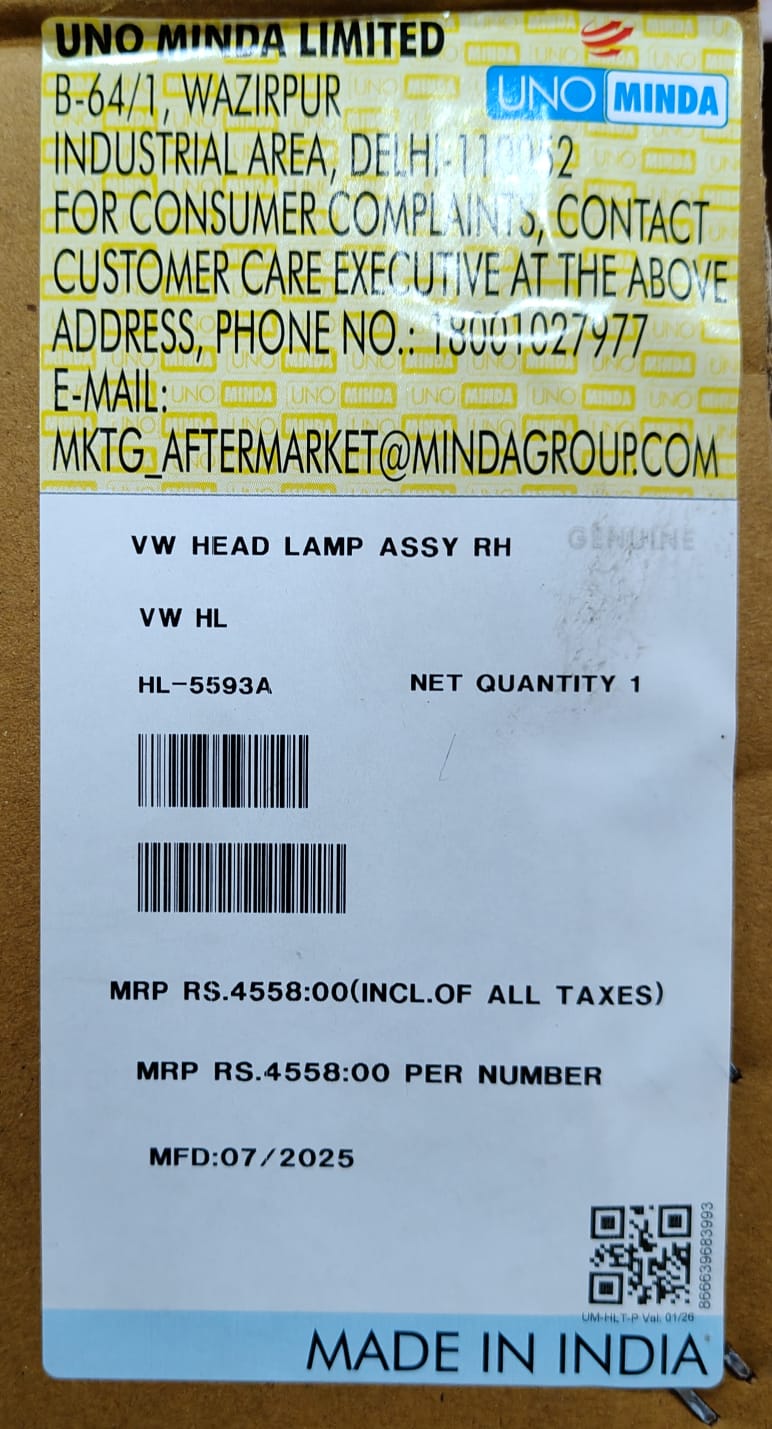 UNO MINDA LIMITED
UNO MINDA
B-64/1, WAZIRPUR
INDUSTRIAL AREA, DELHI-110052
FOR CONSUMER COMPLAINTS, CONTACT
CUSTOMER CARE EXECUTIVE AT THE ABOVE
ADDRESS, PHONE NO.: 18001027977
E-MAIL:
MKTG_AFTERMARKET@MINDAGROUP.COM
VW HEAD LAMP ASSY RH
GENUINE
VW HL
HL-5593A NET QUANTITY 1
MRP RS.4558:00(INCL.OF ALL TAXES)
MRP RS.4558:00 PER NUMBER
MFD:07/2025
866639683993
UM-HLT-P Val. 01/26
MADE IN INDIA